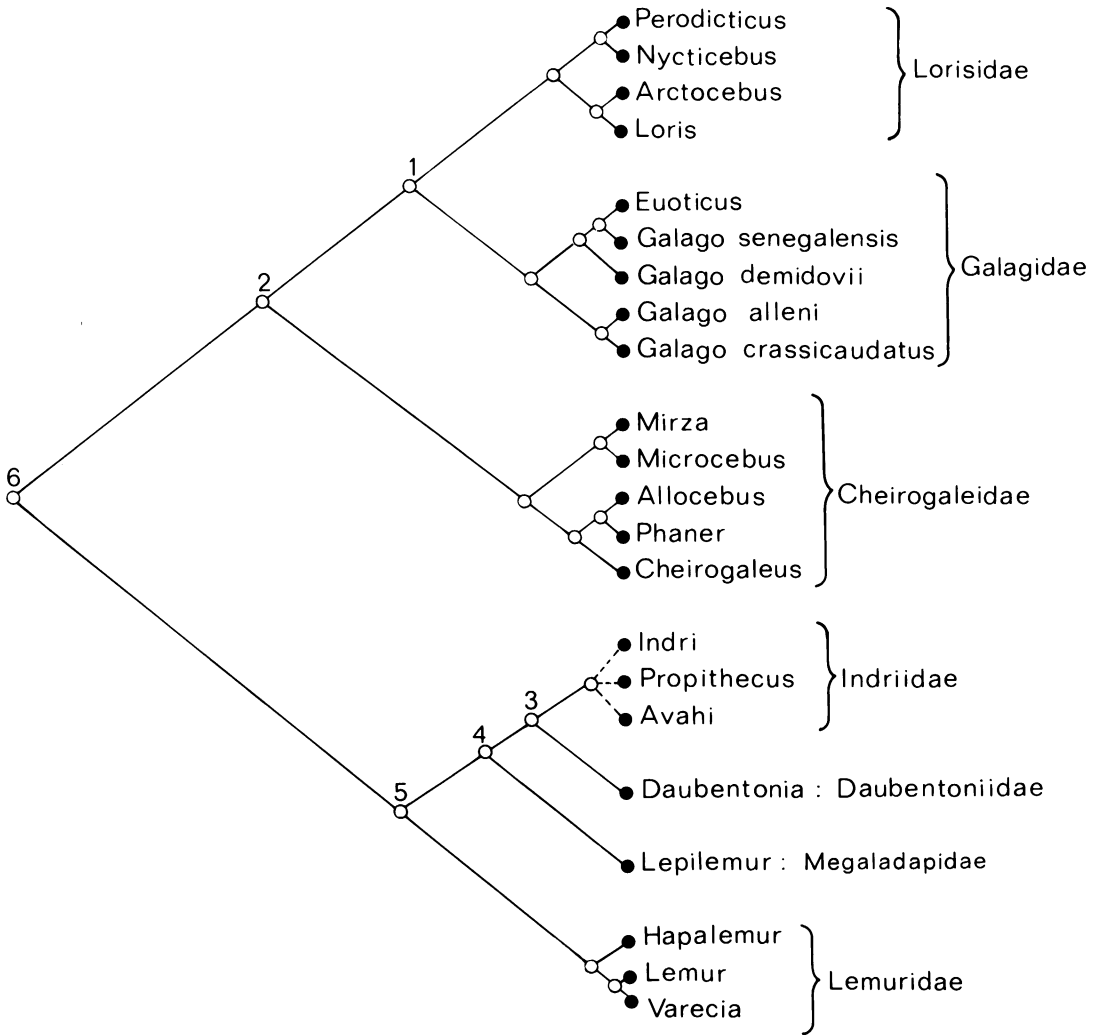 Perodicticus
Nycticebus
Lorisidae
Arctocebus
Loris
1
Euoticus
Galago senegalensis
Galagidae
Galago demidovii
2
Galago alleni
Galago crassicaudatus
Mirza
Microcebus
6
Allocebus
Cheirogaleidae
Phaner
Cheirogaleus
Indri
Propithecus
Indriidae
3
Avahi
4
5
Daubentonia : Daubentoniidae
Lepilemur : Megaladapidae
Hapalemur
Lemur
Lemuridae
Varecia